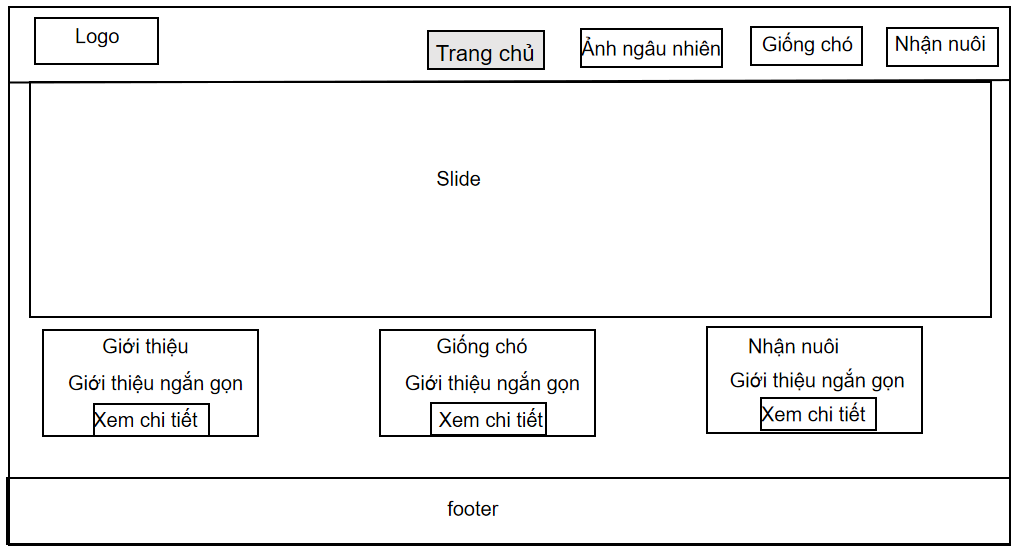 Logo
Trang chủ
Ảnh ngâu nhiên
Giống chó
Nhận nuôi
Slide
Giới thiệu
Giới thiệu ngắn gọn
Xem chi tiết
Giống chó
Giới thiệu ngắn gọn
Xem chi tiết
Nhận nuôi
Giới thiệu ngắn gọn
Xem chi tiết
footer